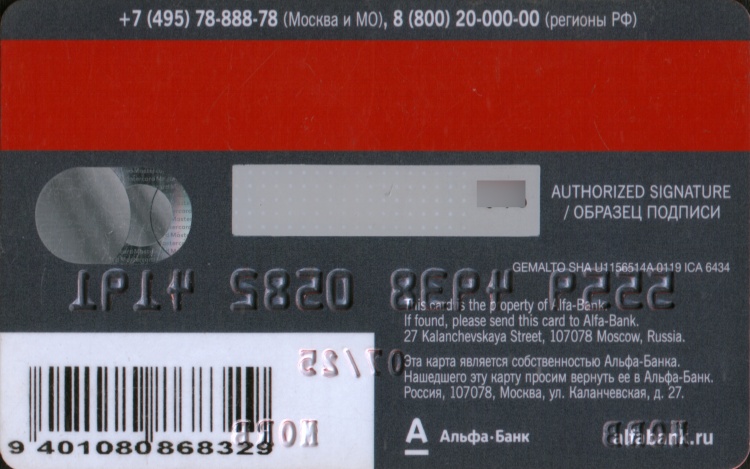 +7 (495) 78-888-78 (Москва и МО), 8 (800) 20-000-00 (регионы РФ)
AUTHORIZED SIGNATURE
/ ОБРАЗЕЦ ПОДПИСИ
GEMALTO SHA U1156514A-0119 ICA 6434
This card is the property of Alfa-Bank.
If found, please send this card to Alfa-Bank.
27 Kalanchevskaya Street, 107078 Moscow, Russia.
Эта карта является собственностью Альфа-Банка.
Нашедшего эту карту просим вернуть ее в Альфа-Банк.
Россия, 107078, Москва, ул. Каланчевская, д. 27.
9 401080 868329
Альфа·Банк
alfabank.ru